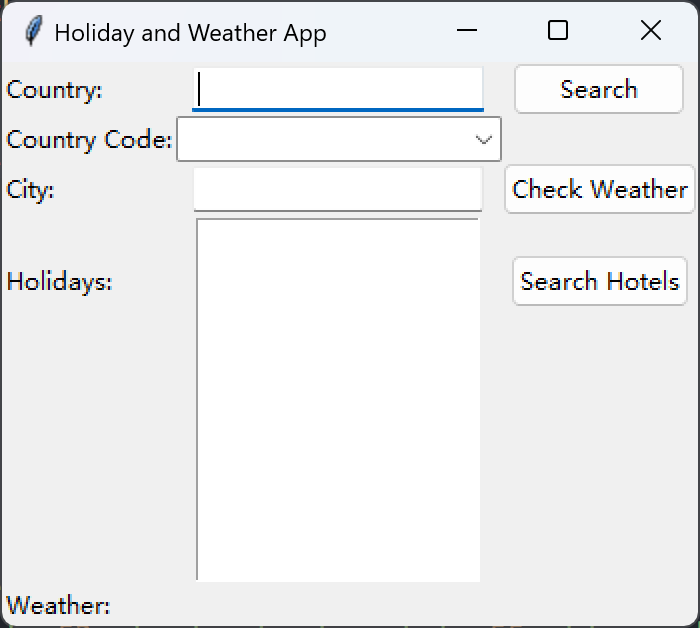 Holiday and Weather App
Country: Search
Country Code:
City: Check Weather
Holidays: Search Hotels
Weather: